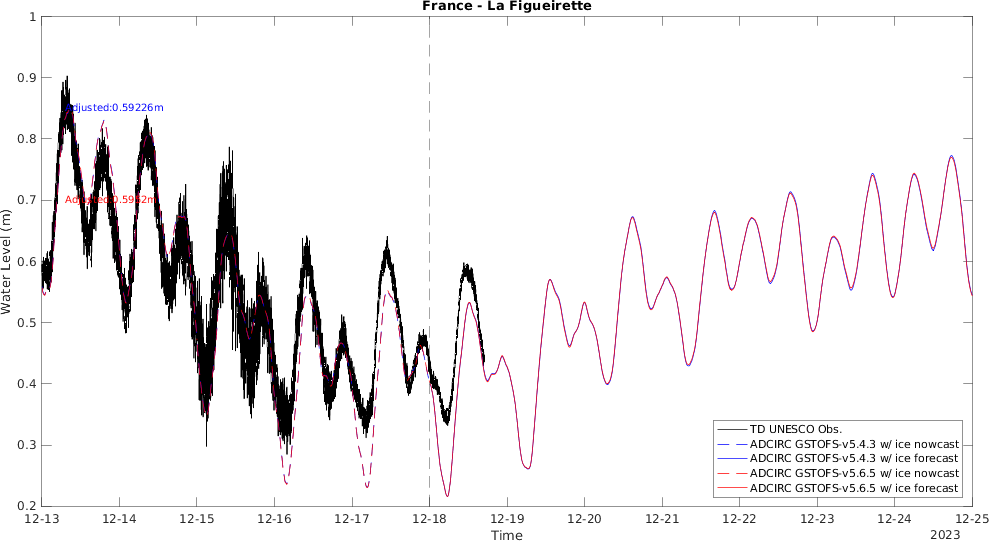 France - La Figueirette
Water Level (m)
1
0.9
0.8
0.7
0.6
0.5
0.4
0.3
0.2
Adjusted:0.59226m
TD UNESCO Obs.
ADCIRC GSTOFS-v5.4.3 w/ ice nowcast
ADCIRC GSTOFS-v5.4.3 w/ ice forecast
ADCIRC GSTOFS-v5.6.5 w/ ice nowcast
ADCIRC GSTOFS-v5.6.5 w/ ice forecast
12-13 12-14 12-15 12-16 12-17 12-18 12-19 12-20 12-21 12-22 12-23 12-24 12-25
Time
2023